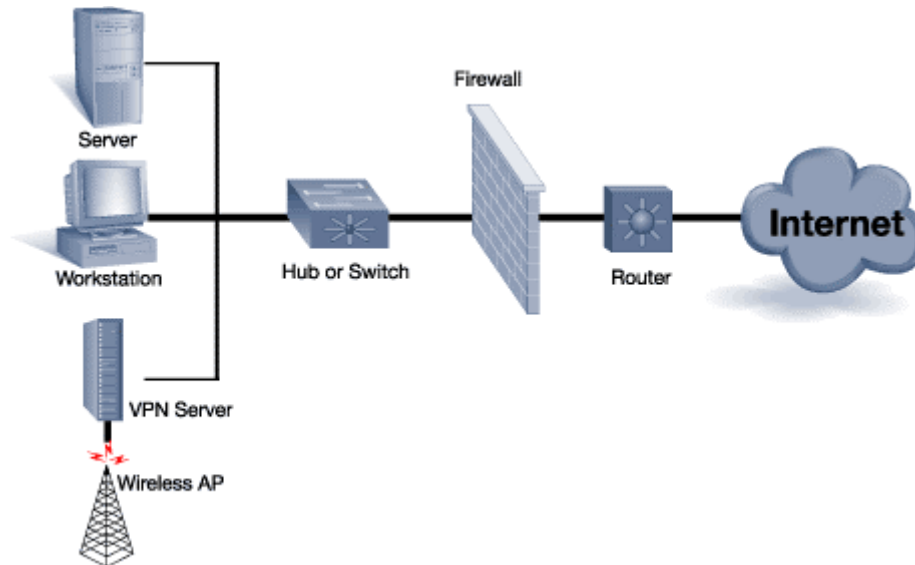 Server
Firewall
Workstation
Hub or Switch
Router
Internet
VPN Server
Wireless AP